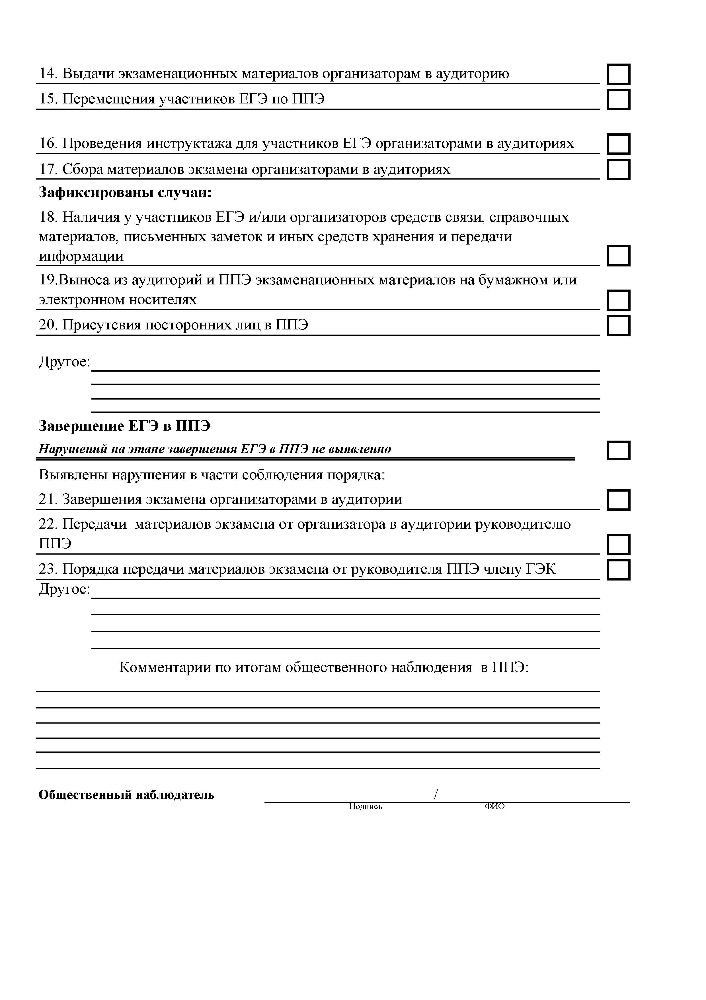 14. Выдачи экзаменационных материалов организаторам в аудиторию
15. Перемещения участников ЕГЭ по ППЭ
16. Проведения инструктажа для участников ЕГЭ организаторами в аудиториях
17. Сбора материалов экзамена организаторами в аудиториях
Зафиксированы случаи:
18. Наличия у участников ЕГЭ и/или организаторов средств связи, справочных
материалов, письменных заметок и иных средств хранения и передачи
информации
19.Выноса из аудиторий и ППЭ экзаменационных материалов на бумажном или
электронном носителях
20. Присутсвия посторонних лиц в ППЭ
Другое:
Завершение ЕГЭ в ППЭ
Нарушений на этапе завершения ЕГЭ в ППЭ не выявленно
Выявлены нарушения в части соблюдения порядка:
21. Завершения экзамена организаторами в аудитории
22. Передачи  материалов экзамена от организатора в аудитории руководителю
ППЭ
23. Порядка передачи материалов экзамена от руководителя ППЭ члену ГЭК
Другое:
Комментарии по итогам общественного наблюдения  в ППЭ:
Общественный наблюдатель /
Подпись ФИО